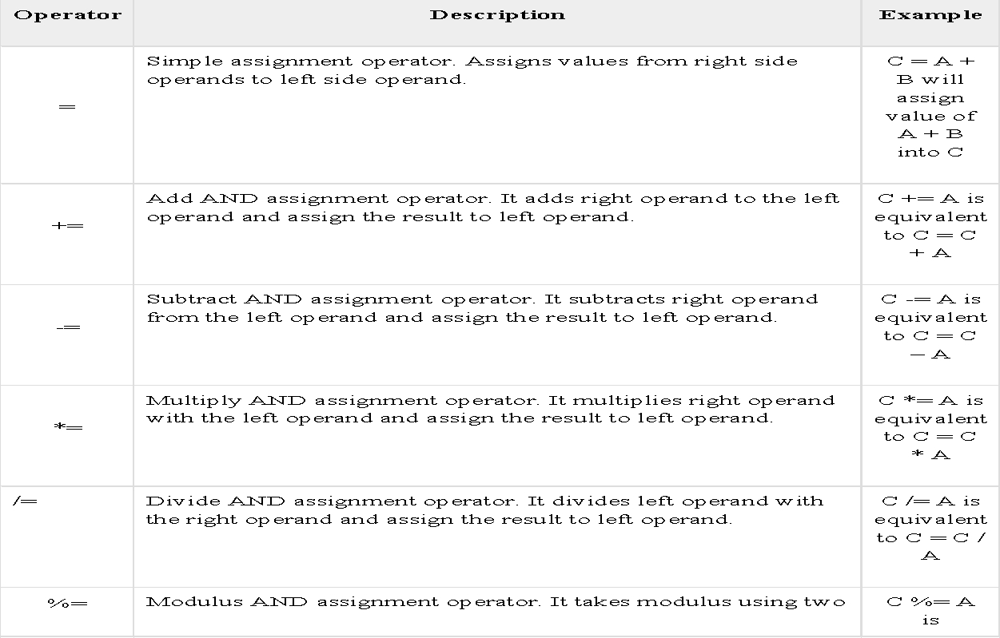 Operator Description Example
=
Simple assignment operator. Assigns values from right side
operands to left side operand.
C = A +
B will
assign
value of
A + B
into C
+=
Add AND assignment operator. It adds right operand to the left
operand and assign the result to left operand.
C += A is
equivalent
to C = C
+ A
-=
Subtract AND assignment operator. It subtracts right operand
from the left operand and assign the result to left operand.
C -= A is
equivalent
to C = C
– A
*=
Multiply AND assignment operator. It multiplies right operand
with the left operand and assign the result to left operand.
C *= A is
equivalent
to C = C
* A
/=
Divide AND assignment operator. It divides left operand with
the right operand and assign the result to left operand.
C /= A is
equivalent
to C = C /
A
%=
Modulus AND assignment operator. It takes modulus using two
C %= A
is